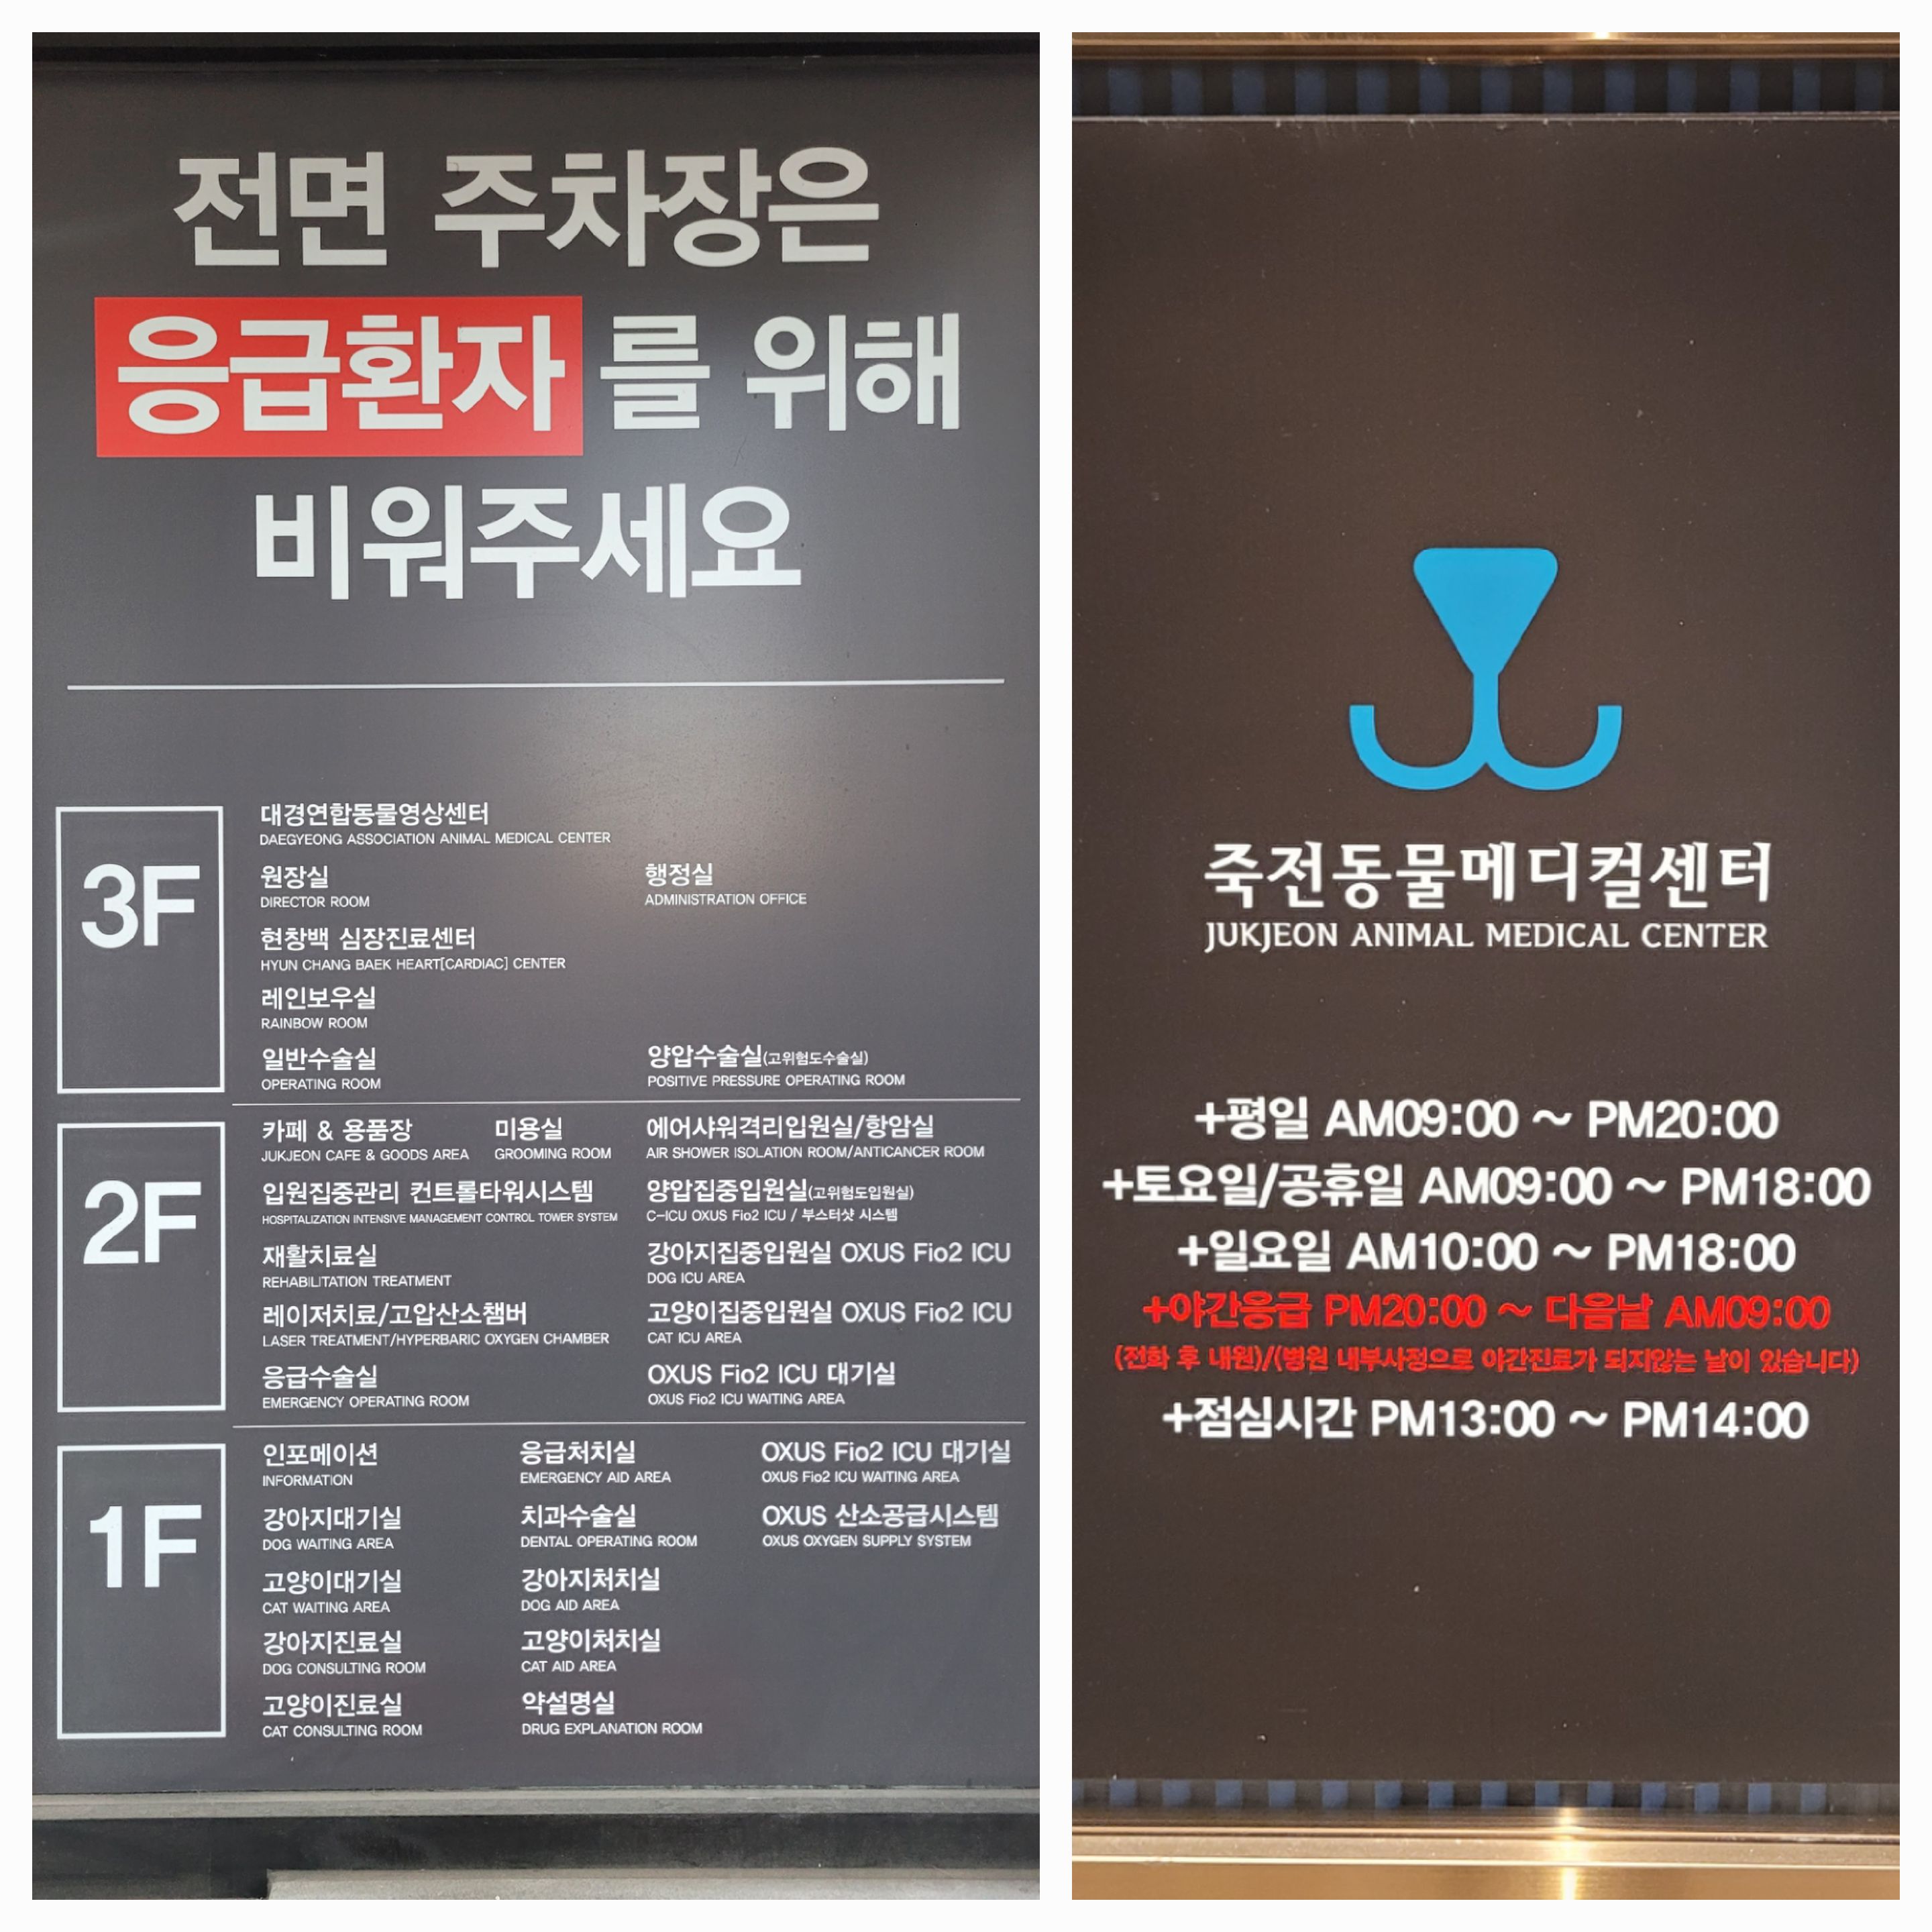 전면 주차장은
응급환자 를 위해
비워주세요
3F
대경연합동물영상센터
DAEGYEONG ASSOCIATION ANIMAL MEDICAL CENTER
원장실 행정실
DIRECTOR ROOM ADMINISTRATION OFFICE
현창백 심장진료센터
HYUN CHANG BAEK HEART[CARDIAC] CENTER
레인보우실
RAINBOW ROOM
일반수술실 양압수술실(고위험도수술실)
OPERATING ROOM POSITIVE PRESSURE OPERATING ROOM
2F
카페 & 용품장 미용실 에어샤워격리입원실/항암실
JUKJEON CAFE & GOODS AREA GROOMING ROOM AIR SHOWER ISOLATION ROOM/ANTICANCER ROOM
입원집중관리 컨트롤타워시스템 양압집중입원실(고위험도입원실)
HOSPITALIZATION INTENSIVE MANAGEMENT CONTROL TOWER SYSTEM C-ICU OXUS Fio2 ICU / 부스터샷 시스템
재활치료실 강아지집중입원실 OXUS Fio2 ICU
REHABILITATION TREATMENT DOG ICU AREA
레이저치료/고압산소챔버 고양이집중입원실 OXUS Fio2 ICU
LASER TREATMENT/HYPERBARIC OXYGEN CHAMBER CAT ICU AREA
응급수술실 OXUS Fio2 ICU 대기실
EMERGENCY OPERATING ROOM OXUS Fio2 ICU WAITING AREA
1F
인포메이션 응급처치실 OXUS Fio2 ICU 대기실
INFORMATION EMERGENCY AID AREA OXUS Fio2 ICU WAITING AREA
강아지대기실 치과수술실 OXUS 산소공급시스템
DOG WAITING AREA DENTAL OPERATING ROOM OXUS OXYGEN SUPPLY SYSTEM
고양이대기실 강아지처치실
CAT WAITING AREA DOG AID AREA
강아지진료실 고양이처치실
DOG CONSULTING ROOM CAT AID AREA
고양이진료실 약설명실
CAT CONSULTING ROOM DRUG EXPLANATION ROOM
죽전동물메디컬센터
JUKJEON ANIMAL MEDICAL CENTER
+평일 AM09:00 ~ PM20:00
+토요일/공휴일 AM09:00 ~ PM18:00
+일요일 AM10:00 ~ PM18:00
+야간응급 PM20:00 ~ 다음날 AM09:00
(전화 후 내원)/(병원 내부사정으로 야간진료가 되지않는 날이 있습니다)
+점심시간 PM13:00 ~ PM14:00